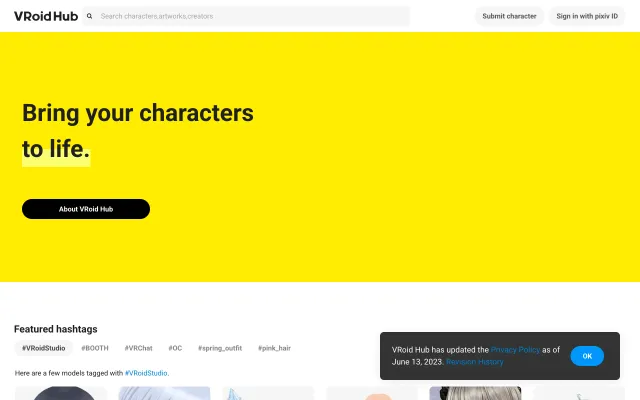 VRoid Hub
Search characters,artworks,creators
Submit character
Sign in with pixiv ID
Bring your characters
to life.
About VRoid Hub
Featured hashtags
#VRoidStudio #BOOTH #VRChat #OC #spring_outfit #pink_hair
Here are a few models tagged with #VRoidStudio.
VRoid Hub has updated the Privacy Policy as of
June 13, 2023. Revision History
OK